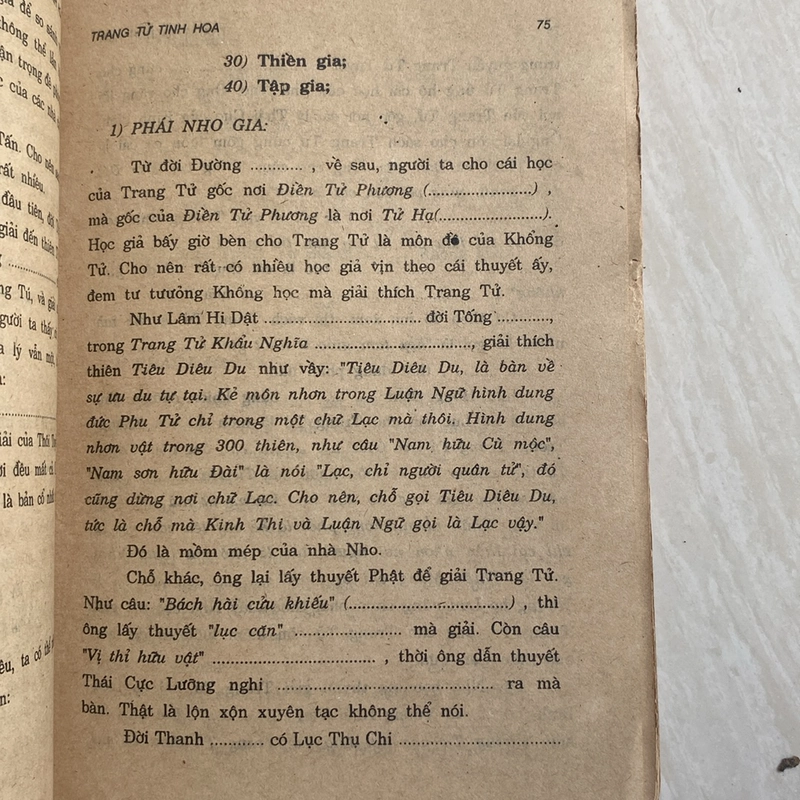 TRANG TỬ TINH HOA 75
30) Thiền gia;
40) Tập gia;
1) PHÁI NHO GIA:
Từ đời Đường ............ , về sau, người ta cho cái học
của Trang Tử gốc nơi Điền Tử Phương (........................) ,
mà gốc của Điền Tử Phương là nơi Tử Hạ(........................).
Học giả bấy giờ bèn cho Trang Tử là môn đồ của Khổng
Tử. Cho nên rất có nhiều học giả vịn theo cái thuyết ấy,
đem tư tưưỏng Khổng học mà giải thích Trang Tử.
Như Lâm Hi Dật ................................... đời Tống ............,
trong Trang Tử Khẩu Nghĩa ..................................., giải thích
thiên Tiêu Diêu Du như vầy: "Tiêu Diêu Du, là bàn về
sự ưu du tự tại. Kẻ môn nhơn trong Luận Ngữ hình dung
đức Phu Tử chỉ trong một chữ Lạc mà thôi. Hình dung
nhơn vật trong 300 thiên, như câu "Nam hữu Cù mộc",
"Nam sơn hữu Đài" là nói "Lạc, chỉ người quân tử", đó
cũng dừng nơi chữ Lạc. Cho nên, chỗ gọi Tiêu Diêu Du,
tức là chỗ mà Kinh Thi và Luận Ngữ gọi là Lạc vậy."
Đó là mồm mép của nhà Nho.
Chỗ khác, ông lại lấy thuyết Phật để giải Trang Tử.
Như câu: "Bách hài cửu khiếu" (....................................) , thì
ông lấy thuyết "lục căn" ........................ mà giải. Còn câu
"Vị thỉ hữu vật" ..................................... , thời ông dẫn thuyết
Thái Cực Lưỡng nghi ................................................. ra mà
bàn. Thật là lộn xộn xuyên tạc không thể nói.
Đời Thanh ............ có Lục Thụ Chi .....................................